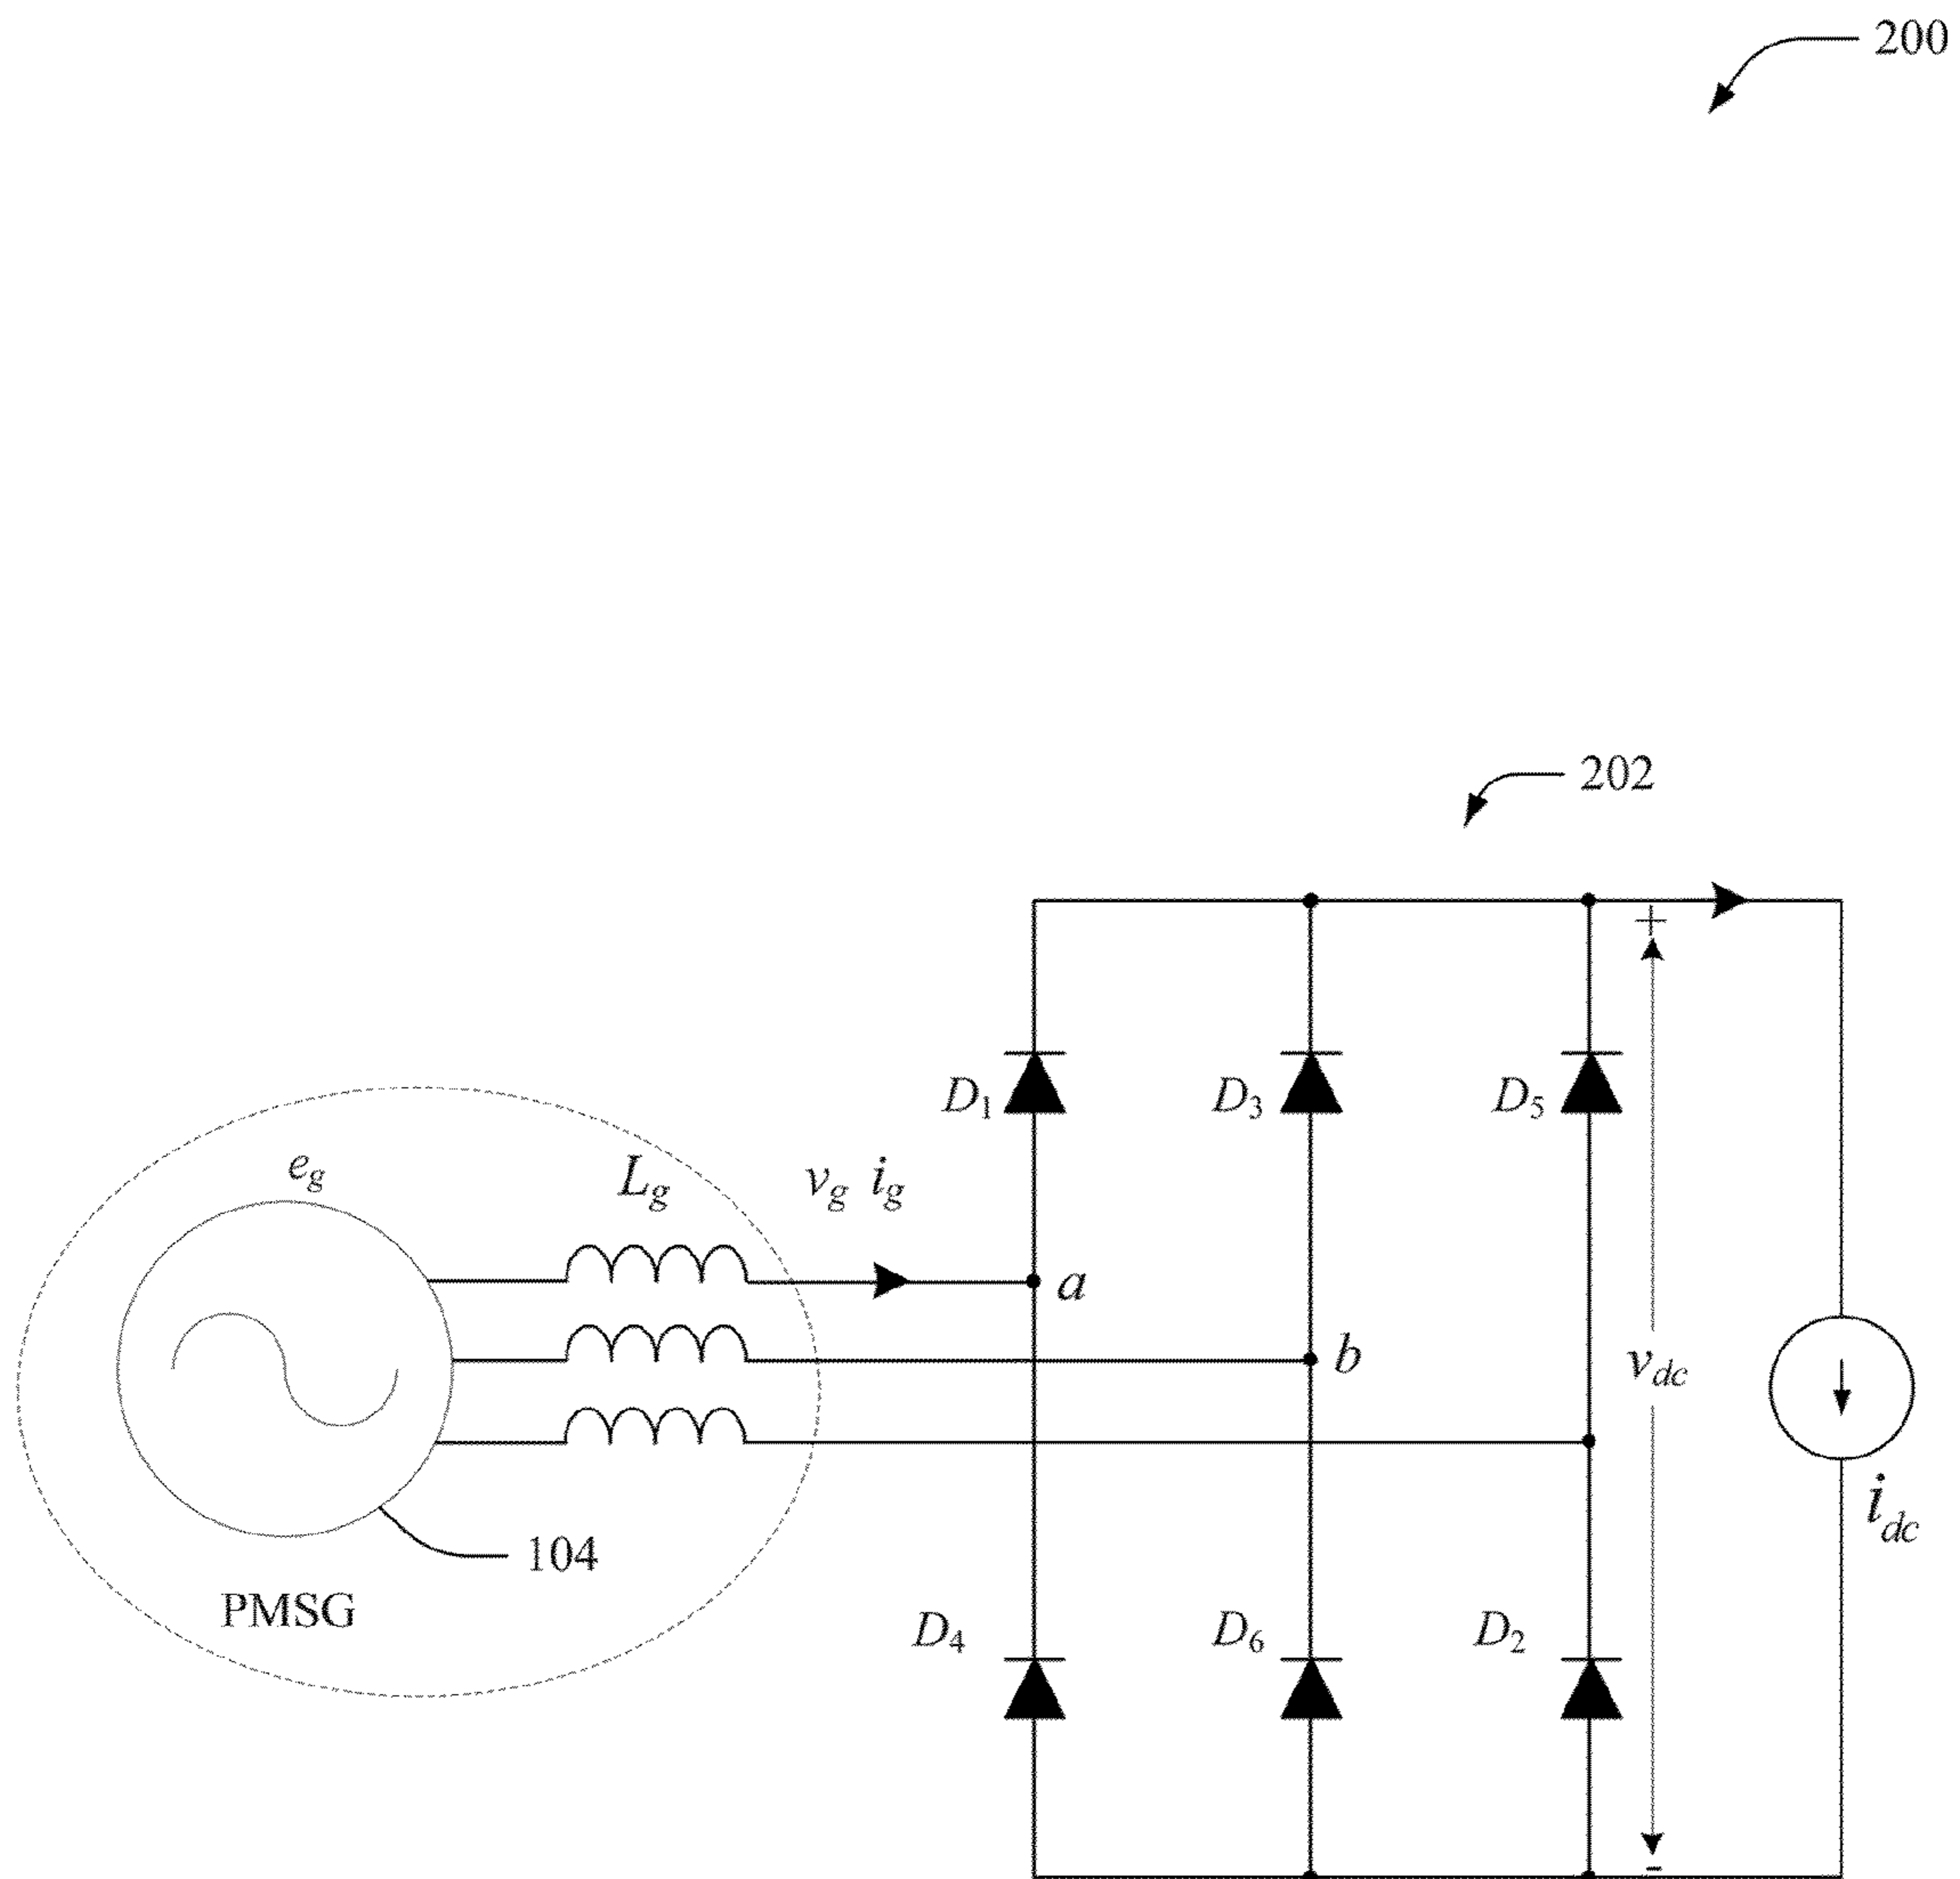 200
202
+
D1 D3 D5
eg Lg vg ig
a
b
vdc
idc
104
PMSG
D4 D6 D2
-